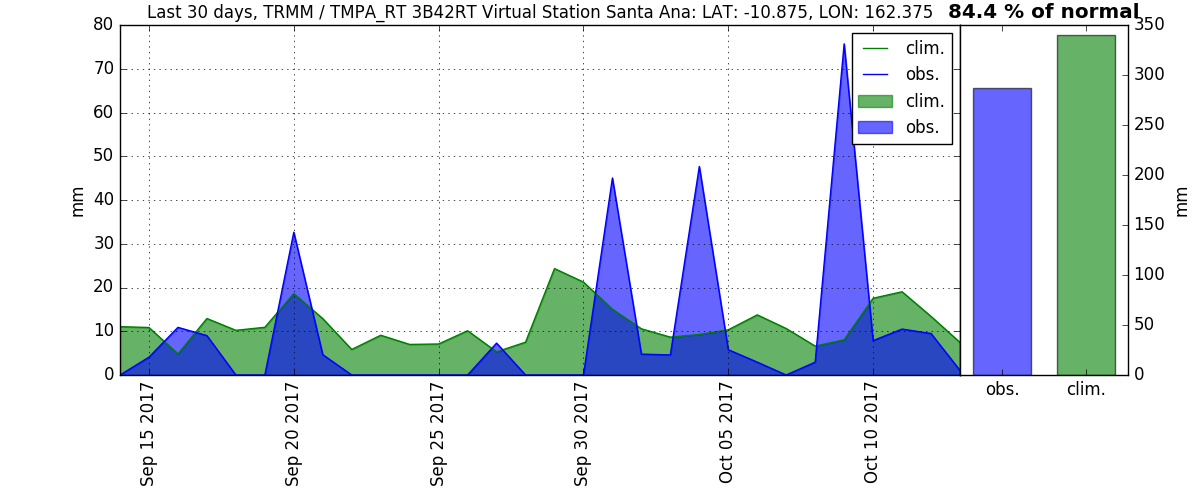 Last 30 days, TRMM / TMPA_RT 3B42RT Virtual Station Santa Ana: LAT: -10.875, LON: 162.375
84.4 % of normal
80
70
60
50
40
30
20
10
0
mm
clim.
obs.
clim.
obs.
Sep 15 2017
Sep 20 2017
Sep 25 2017
Sep 30 2017
Oct 05 2017
Oct 10 2017
350
300
250
200
150
100
50
0
mm
obs.
clim.